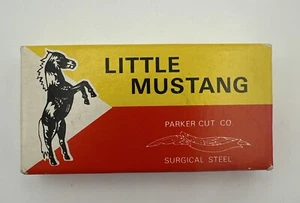 LITTLE
MUSTANG
PARKER CUT CO
SURGICAL STEEL